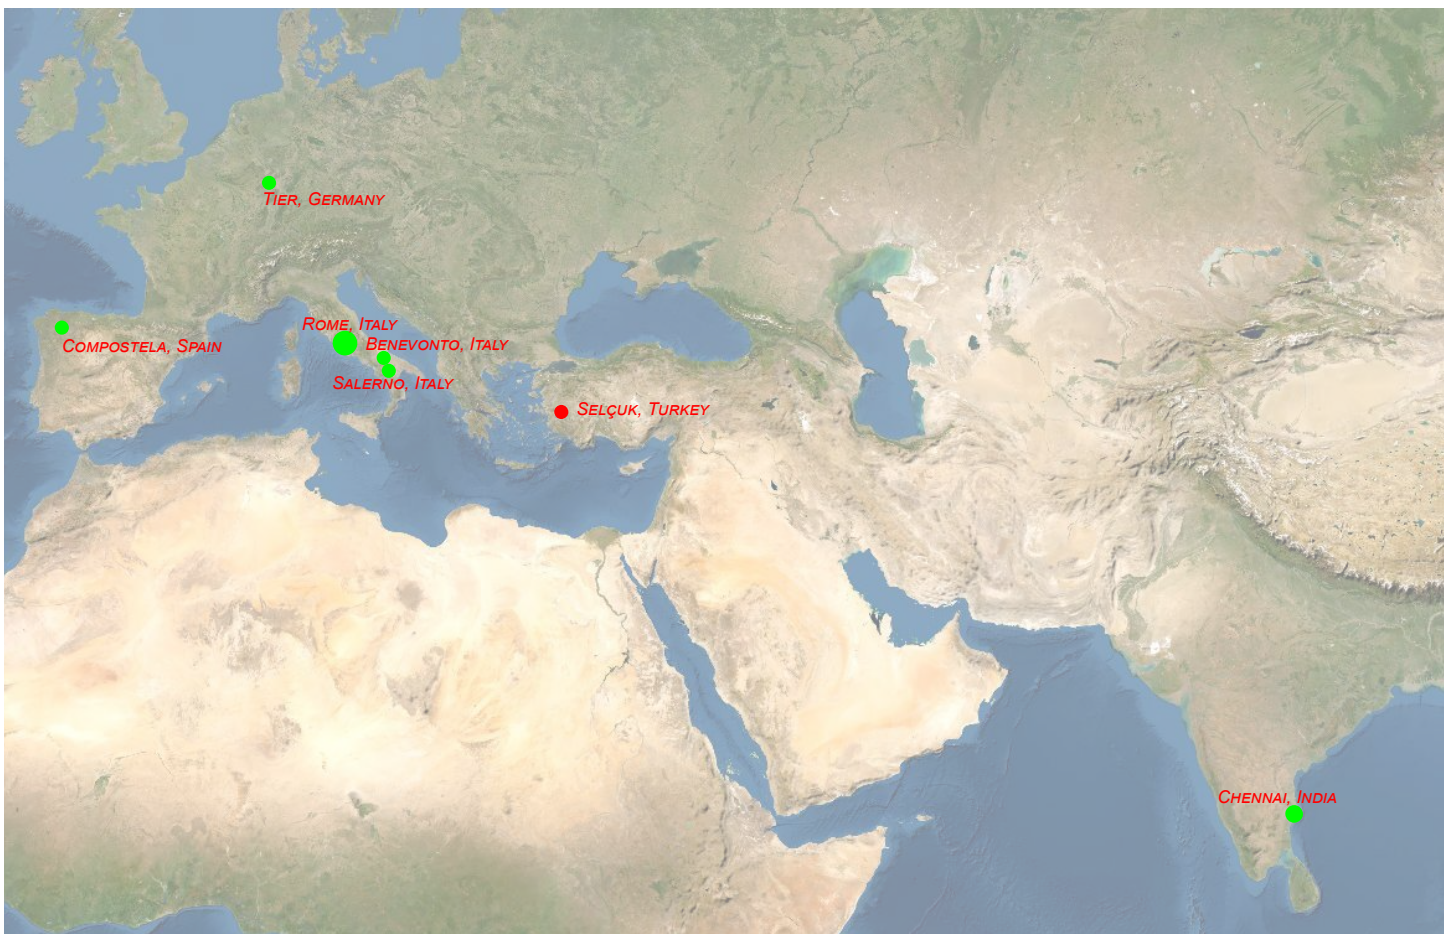 Tier, Germany
Rome, Italy
Compostela, Spain
Benevonto, Italy
Salerno, Italy
Selçuk, Turkey
Chennai, India